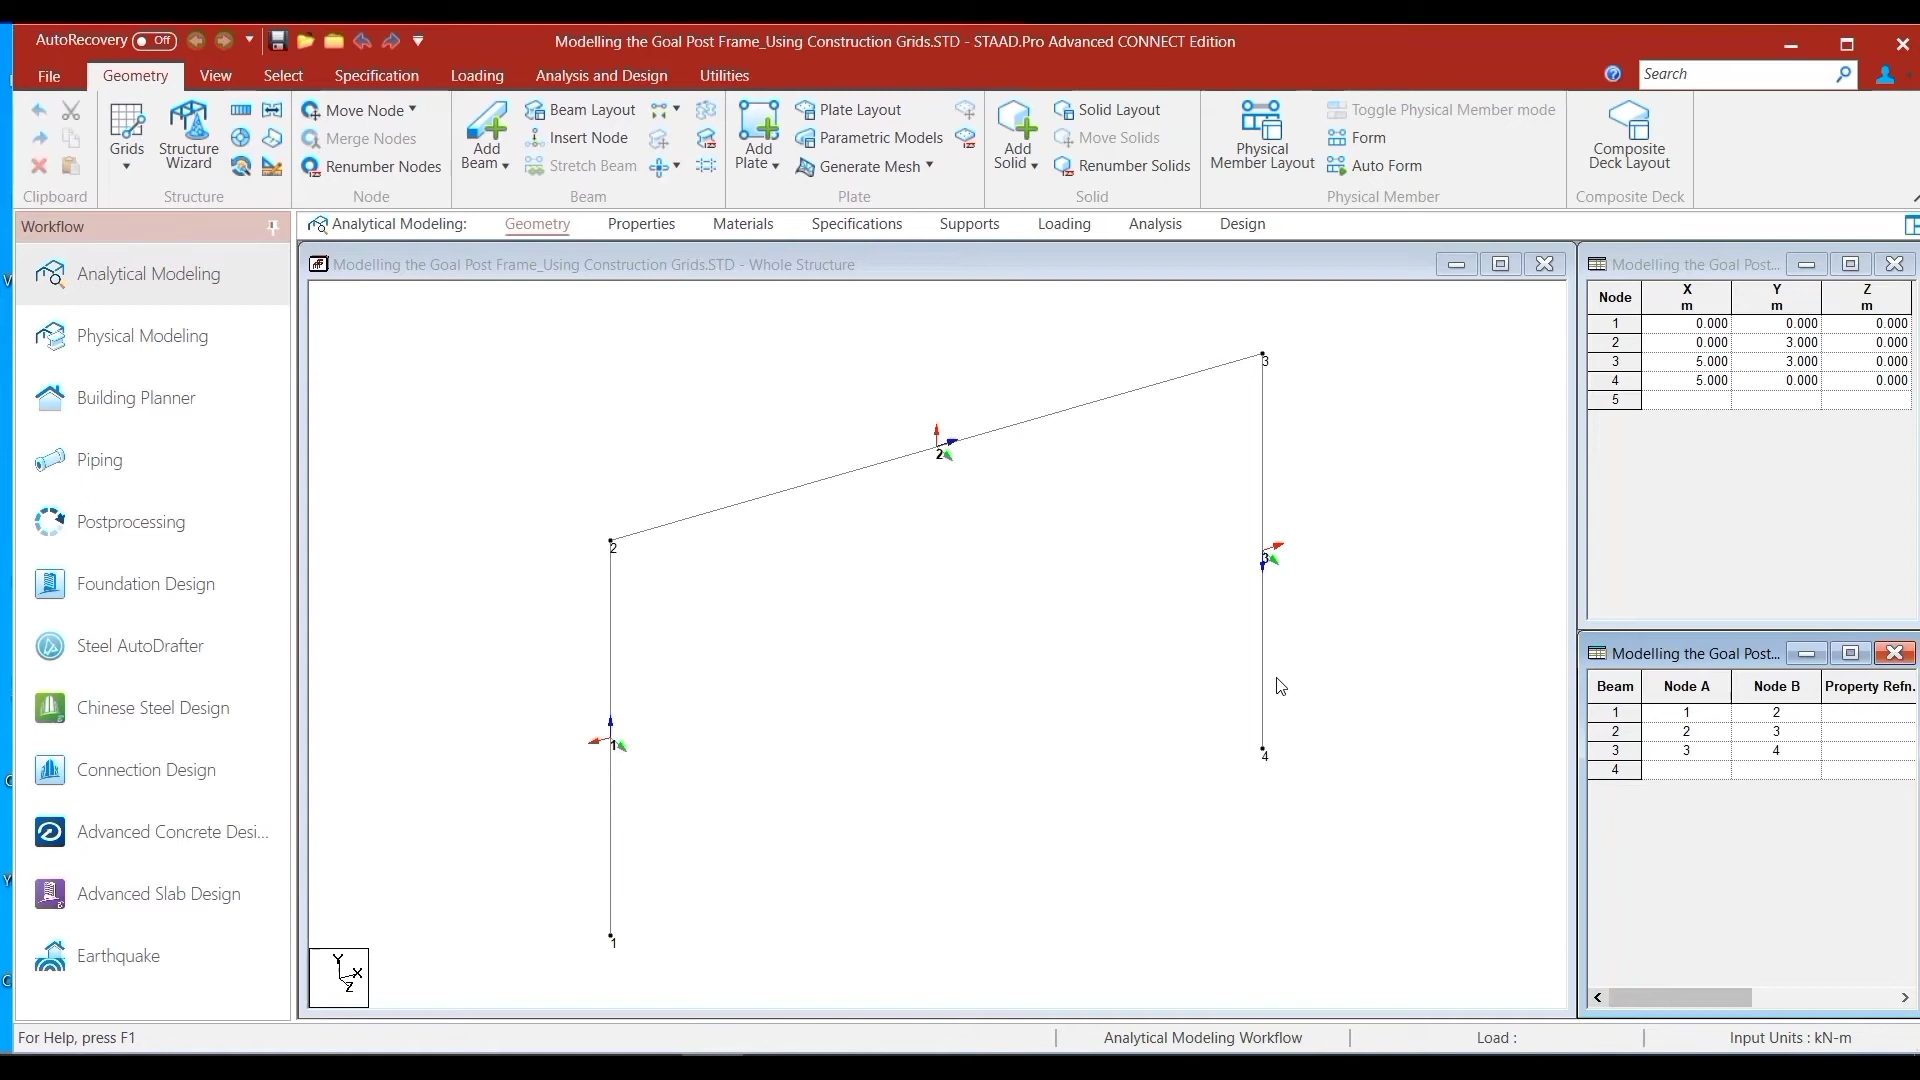 AutoRecovery Off
Modelling the Goal Post Frame_Using Construction Grids.STD - STAAD.Pro Advanced CONNECT Edition
File Geometry View Select Specification Loading Analysis and Design Utilities
Search
Grids
Structure Wizard
Move Node
Merge Nodes
Renumber Nodes
Add Beam
Beam Layout
Insert Node
Stretch Beam
Add Plate
Plate Layout
Parametric Models
Generate Mesh
Add Solid
Solid Layout
Move Solids
Renumber Solids
Physical Member Layout
Toggle Physical Member mode
Form
Auto Form
Composite Deck Layout
Clipboard Structure Node Beam Plate Solid Physical Member Composite Deck
Workflow
Analytical Modeling: Geometry Properties Materials Specifications Supports Loading Analysis Design
Analytical Modeling
Physical Modeling
Building Planner
Piping
Postprocessing
Foundation Design
Steel AutoDrafter
Chinese Steel Design
Connection Design
Advanced Concrete Desi...
Advanced Slab Design
Earthquake
Modelling the Goal Post Frame_Using Construction Grids.STD - Whole Structure
3
2
2
3
1
4
1
Y
X
Z
Modelling the Goal Post...
Node X m Y m Z m
1 0.000 0.000 0.000
2 0.000 3.000 0.000
3 5.000 3.000 0.000
4 5.000 0.000 0.000
5
Modelling the Goal Post...
Beam Node A Node B Property Refn.
1 1 2
2 2 3
3 3 4
4
For Help, press F1
Analytical Modeling Workflow
Load :
Input Units : kN-m